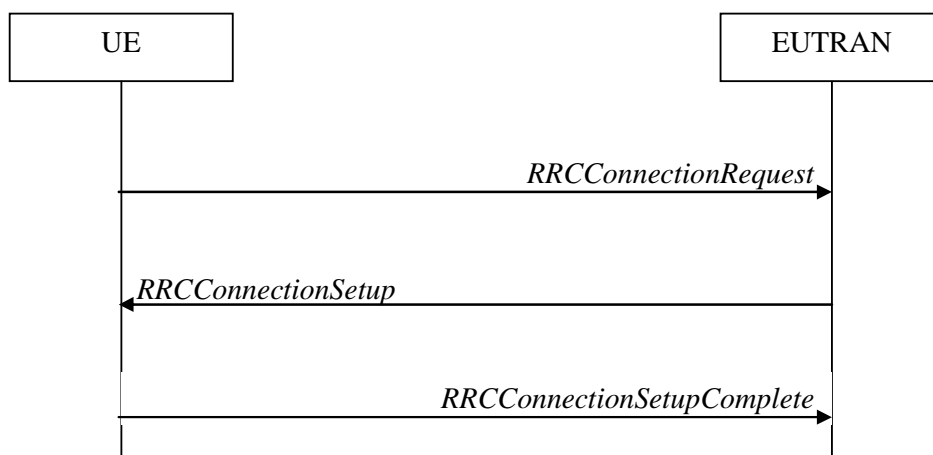 UE
EUTRAN
RRCConnectionRequest
RRCConnectionSetup
RRCConnectionSetupComplete